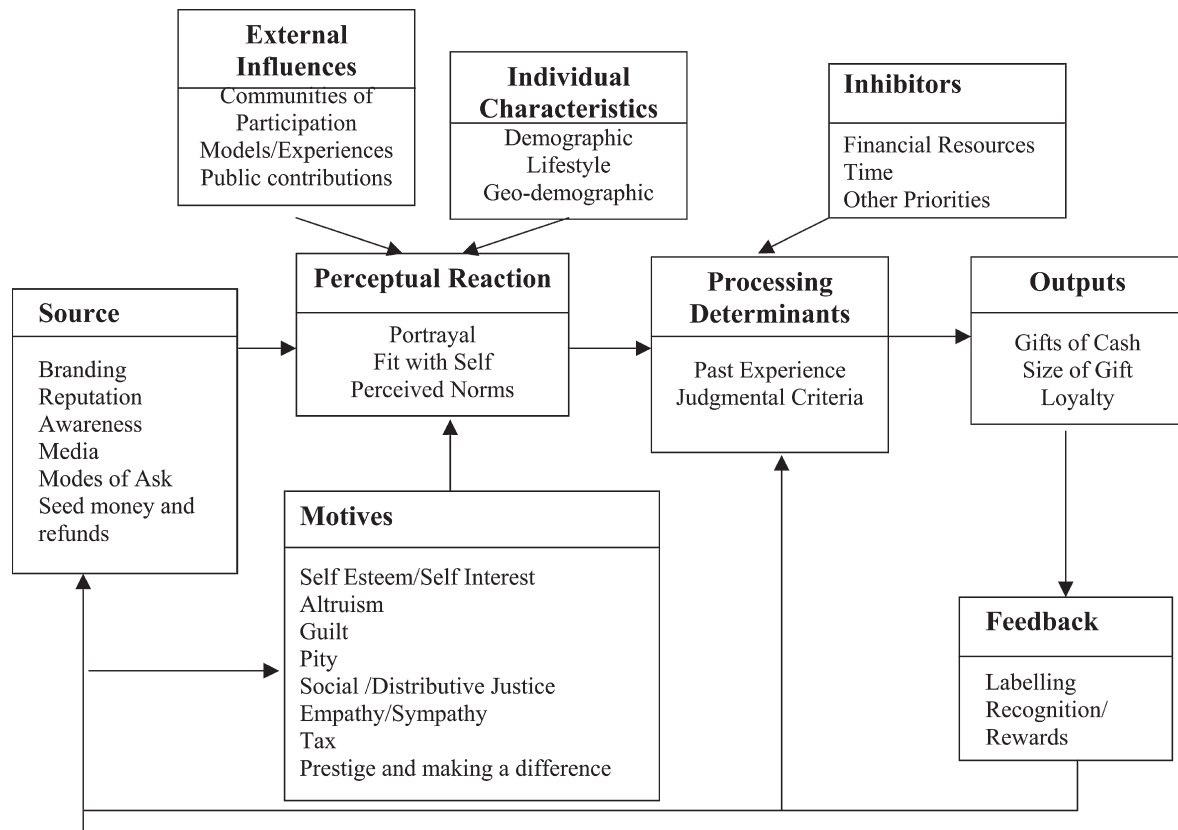 External
Influences
Communities of
Participation
Models/Experiences
Public contributions
Individual
Characteristics
Demographic
Lifestyle
Geo-demographic
Inhibitors
Financial Resources
Time
Other Priorities
Source
Branding
Reputation
Awareness
Media
Modes of Ask
Seed money and
refunds
Perceptual Reaction
Portrayal
Fit with Self
Perceived Norms
Processing
Determinants
Past Experience
Judgmental Criteria
Outputs
Gifts of Cash
Size of Gift
Loyalty
Motives
Self Esteem/Self Interest
Altruism
Guilt
Pity
Social /Distributive Justice
Empathy/Sympathy
Tax
Prestige and making a difference
Feedback
Labelling
Recognition/
Rewards